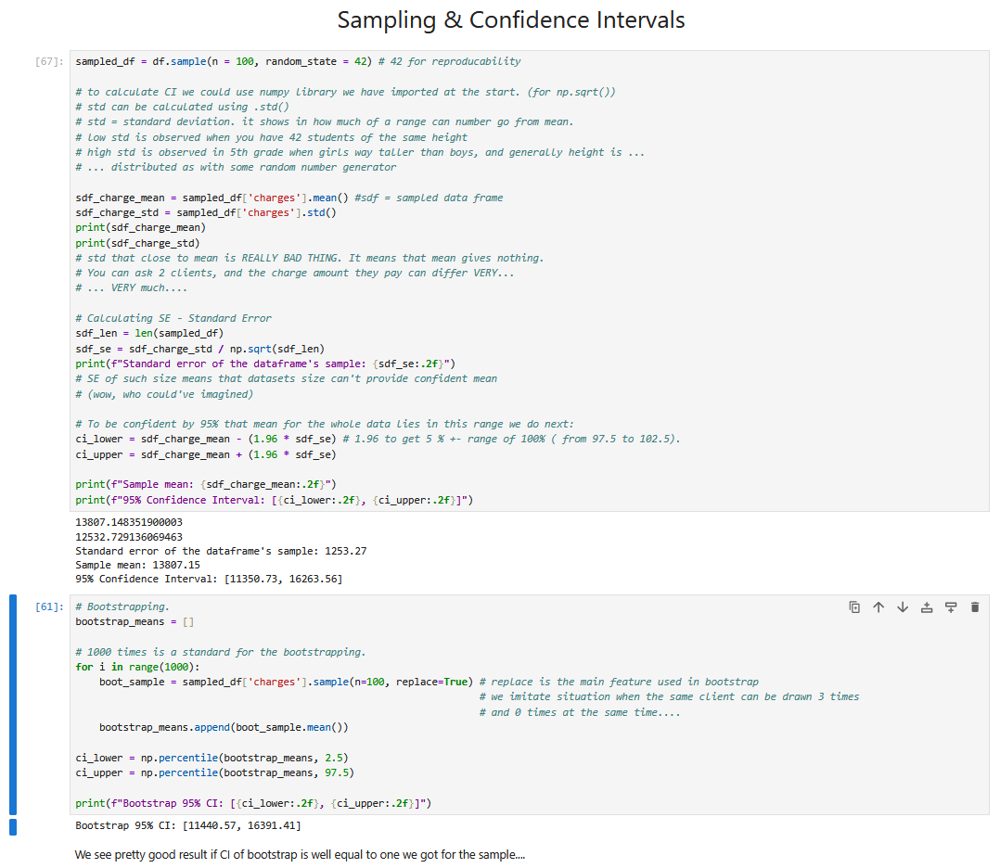 Sampling & Confidence Intervals
[67]: sampled_df = df.sample(n = 100, random_state = 42) # 42 for reproducability
# to calculate CI we could use numpy library we have imported at the start. (for np.sqrt())
# std can be calculated using .std()
# std = standard deviation. it shows in how much of a range can number go from mean.
# low std is observed when you have 42 students of the same height
# high std is observed in 5th grade when girls way taller than boys, and generally height is ...
# ... distributed as with some random number generator
sdf_charge_mean = sampled_df['charges'].mean() #sdf = sampled data frame
sdf_charge_std = sampled_df['charges'].std()
print(sdf_charge_mean)
print(sdf_charge_std)
# std that close to mean is REALLY BAD THING. It means that mean gives nothing.
# You can ask 2 clients, and the charge amount they pay can differ VERY...
# ... VERY much....
# Calculating SE - Standard Error
sdf_len = len(sampled_df)
sdf_se = sdf_charge_std / np.sqrt(sdf_len)
print(f"Standard error of the dataframe's sample: {sdf_se:.2f}")
# SE of such size means that datasets size can't provide confident mean
# (wow, who could've imagined)
# To be confident by 95% that mean for the whole data lies in this range we do next:
ci_lower = sdf_charge_mean - (1.96 * sdf_se) # 1.96 to get 5 % +- range of 100% ( from 97.5 to 102.5).
ci_upper = sdf_charge_mean + (1.96 * sdf_se)
print(f"Sample mean: {sdf_charge_mean:.2f}")
print(f"95% Confidence Interval: [{ci_lower:.2f}, {ci_upper:.2f}]")
13807.148351900003
12532.729136069463
Standard error of the dataframe's sample: 1253.27
Sample mean: 13807.15
95% Confidence Interval: [11350.73, 16263.56]
[61]: # Bootstrapping.
bootstrap_means = []
# 1000 times is a standard for the bootstrapping.
for i in range(1000):
boot_sample = sampled_df['charges'].sample(n=100, replace=True) # replace is the main feature used in bootstrap
# we imitate situation when the same client can be drawn 3 times
# and 0 times at the same time....
bootstrap_means.append(boot_sample.mean())
ci_lower = np.percentile(bootstrap_means, 2.5)
ci_upper = np.percentile(bootstrap_means, 97.5)
print(f"Bootstrap 95% CI: [{ci_lower:.2f}, {ci_upper:.2f}]")
Bootstrap 95% CI: [11440.57, 16391.41]
We see pretty good result if CI of bootstrap is well equal to one we got for the sample....